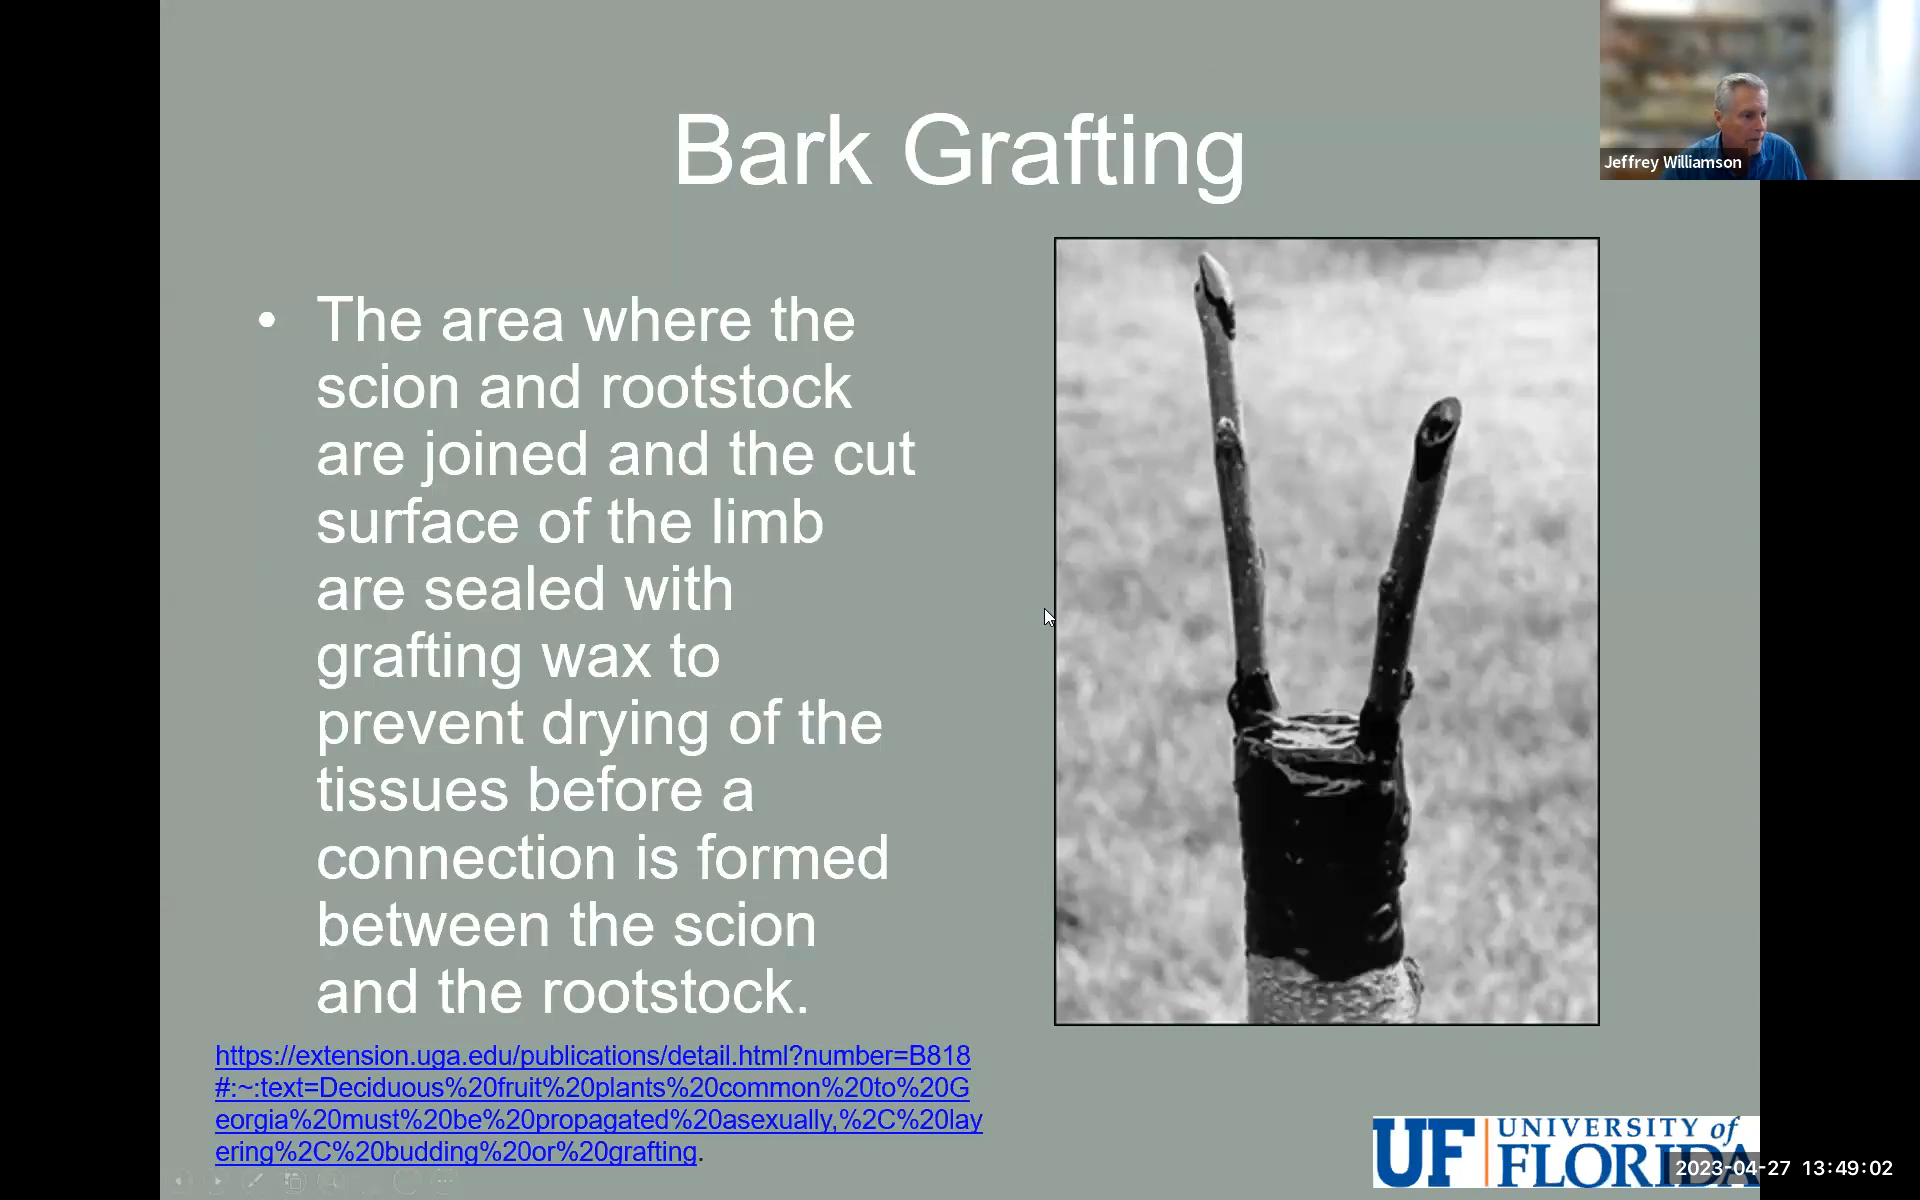 Bark Grafting
Jeffrey Williamson
• The area where the
scion and rootstock
are joined and the cut
surface of the limb
are sealed with
grafting wax to
prevent drying of the
tissues before a
connection is formed
between the scion
and the rootstock.
https://extension.uga.edu/publications/detail.html?number=B818
#:~:text=Deciduous%20fruit%20plants%20common%20to%20G
eorgia%20must%20be%20propagated%20asexually,%2C%20lay
ering%2C%20budding%20or%20grafting.
UF UNIVERSITY of
FLORIDA
2023-04-27 13:49:02